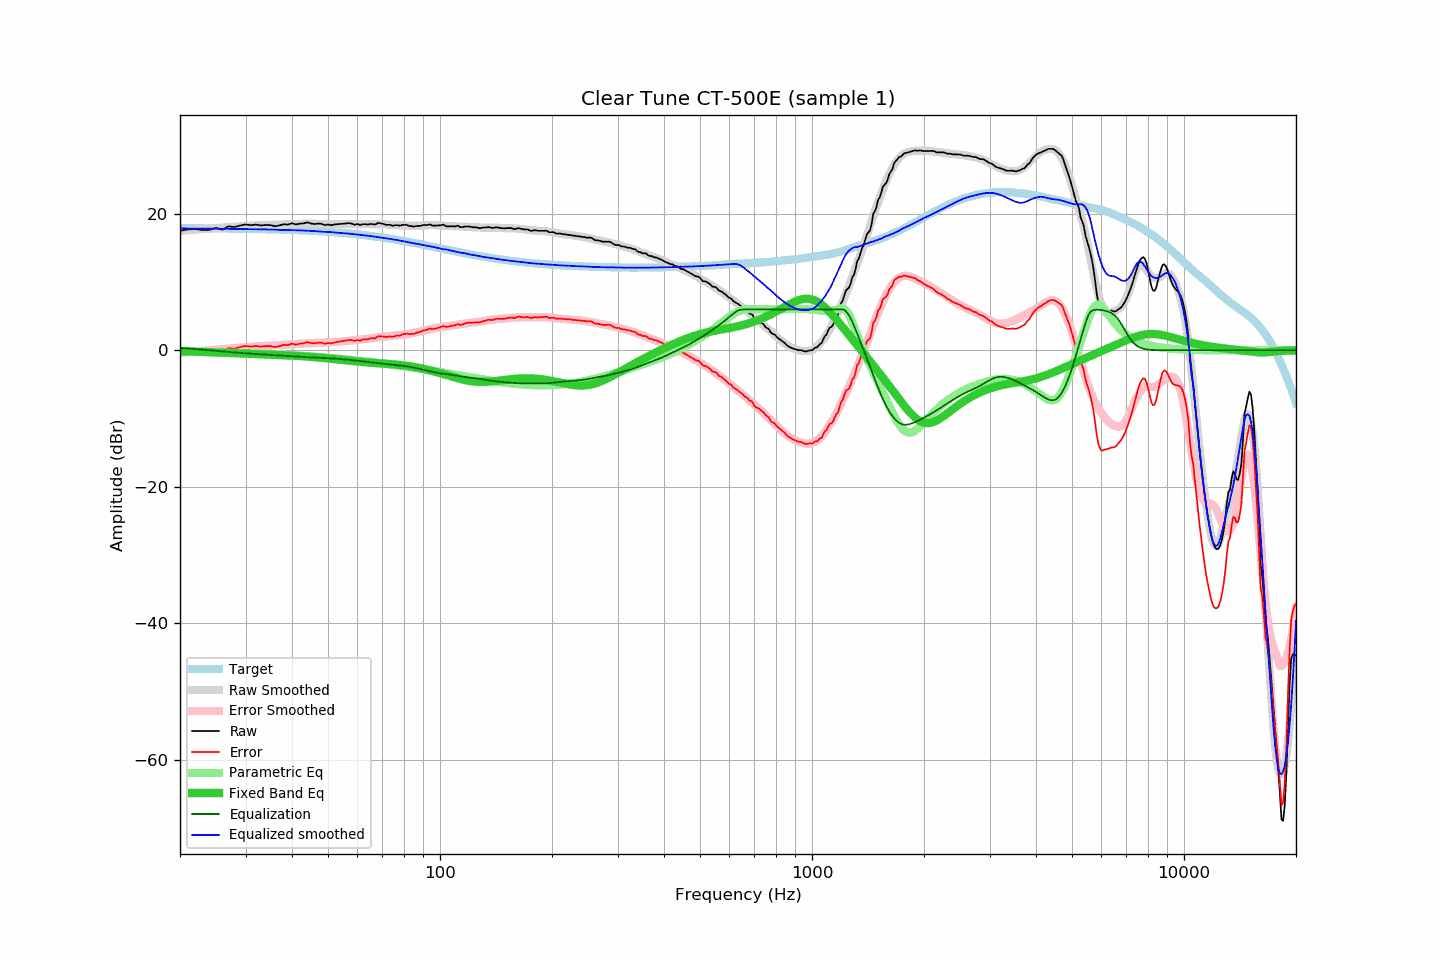 Clear Tune CT-500E (sample 1)
20
0
−20
−40
−60
Amplitude (dBr)
Target
Raw Smoothed
Error Smoothed
Raw
Error
Parametric Eq
Fixed Band Eq
Equalization
Equalized smoothed
100
1000
10000
Frequency (Hz)